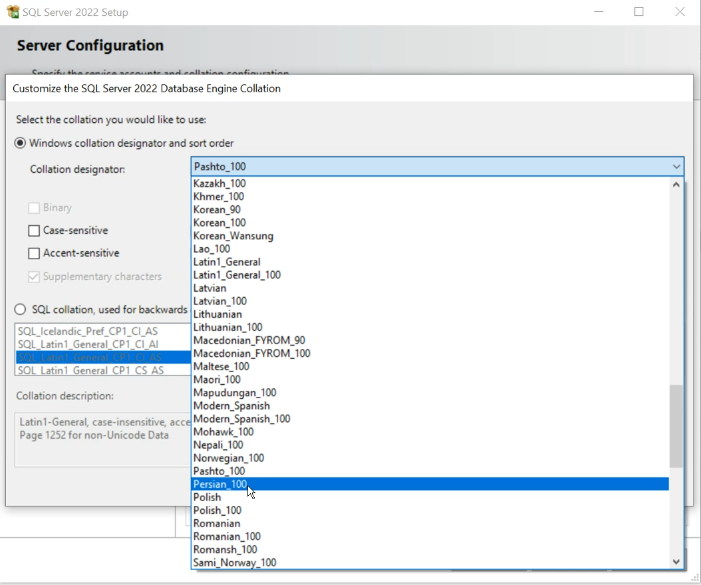 SQL Server 2022 Setup
Server Configuration
Specify the service accounts and collation configuration.
Customize the SQL Server 2022 Database Engine Collation
Select the collation you would like to use:
Windows collation designator and sort order
Collation designator:
Pashto_100
Binary
Case-sensitive
Accent-sensitive
Supplementary characters
SQL collation, used for backwards
SQL_Icelandic_Pref_CP1_CI_AS
SQL_Latin1_General_CP1_CI_AI
SQL_Latin1_General_CP1_CI_AS
SQL_Latin1_General_CP1_CS_AS
Collation description:
Latin1-General, case-insensitive, acce
Page 1252 for non-Unicode Data
Kazakh_100
Khmer_100
Korean_90
Korean_100
Korean_Wansung
Lao_100
Latin1_General
Latin1_General_100
Latvian
Latvian_100
Lithuanian
Lithuanian_100
Macedonian_FYROM_90
Macedonian_FYROM_100
Maltese_100
Maori_100
Mapudungan_100
Modern_Spanish
Modern_Spanish_100
Mohawk_100
Nepali_100
Norwegian_100
Pashto_100
Persian_100
Polish
Polish_100
Romanian
Romanian_100
Romansh_100
Sami_Norway_100